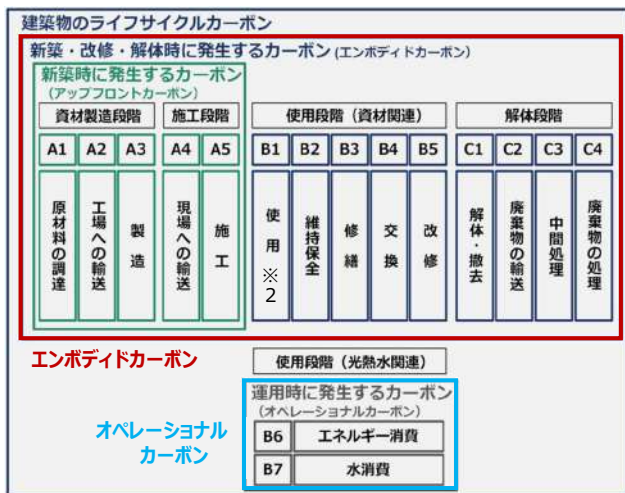 建築物のライフサイクルカーボン
新築・改修・解体時に発生するカーボン(エンボディドカーボン)
新築時に発生するカーボン
(アップフロントカーボン)
資材製造段階
施工段階
使用段階（資材関連）
解体段階
A1
A2
A3
A4
A5
B1
B2
B3
B4
B5
C1
C2
C3
C4
原材料の調達
工場への輸送
製造
現場への輸送
施工
使用※2
維持保全
修繕
交換
改修
解体・撤去
廃棄物の輸送
中間処理
廃棄物の処理
エンボディドカーボン
使用段階（光熱水関連）
運用時に発生するカーボン
(オペレーショナルカーボン)
オペレーショナル
カーボン
B6
エネルギー消費
B7
水消費